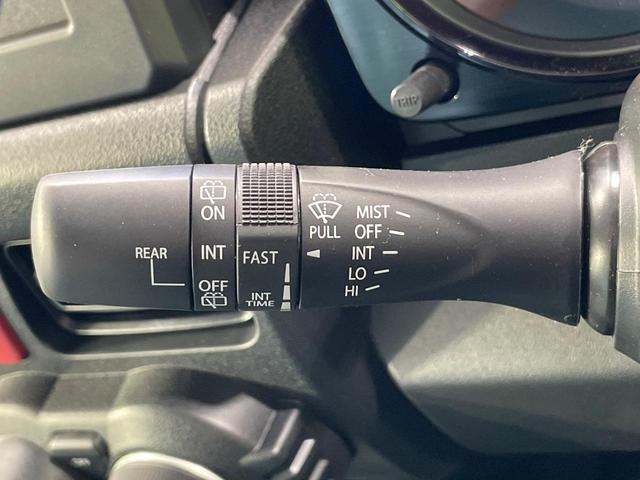 REAR
ON
INT
OFF
FAST
INT
TIME
PULL
MIST
OFF
INT
LO
HI
TRIP